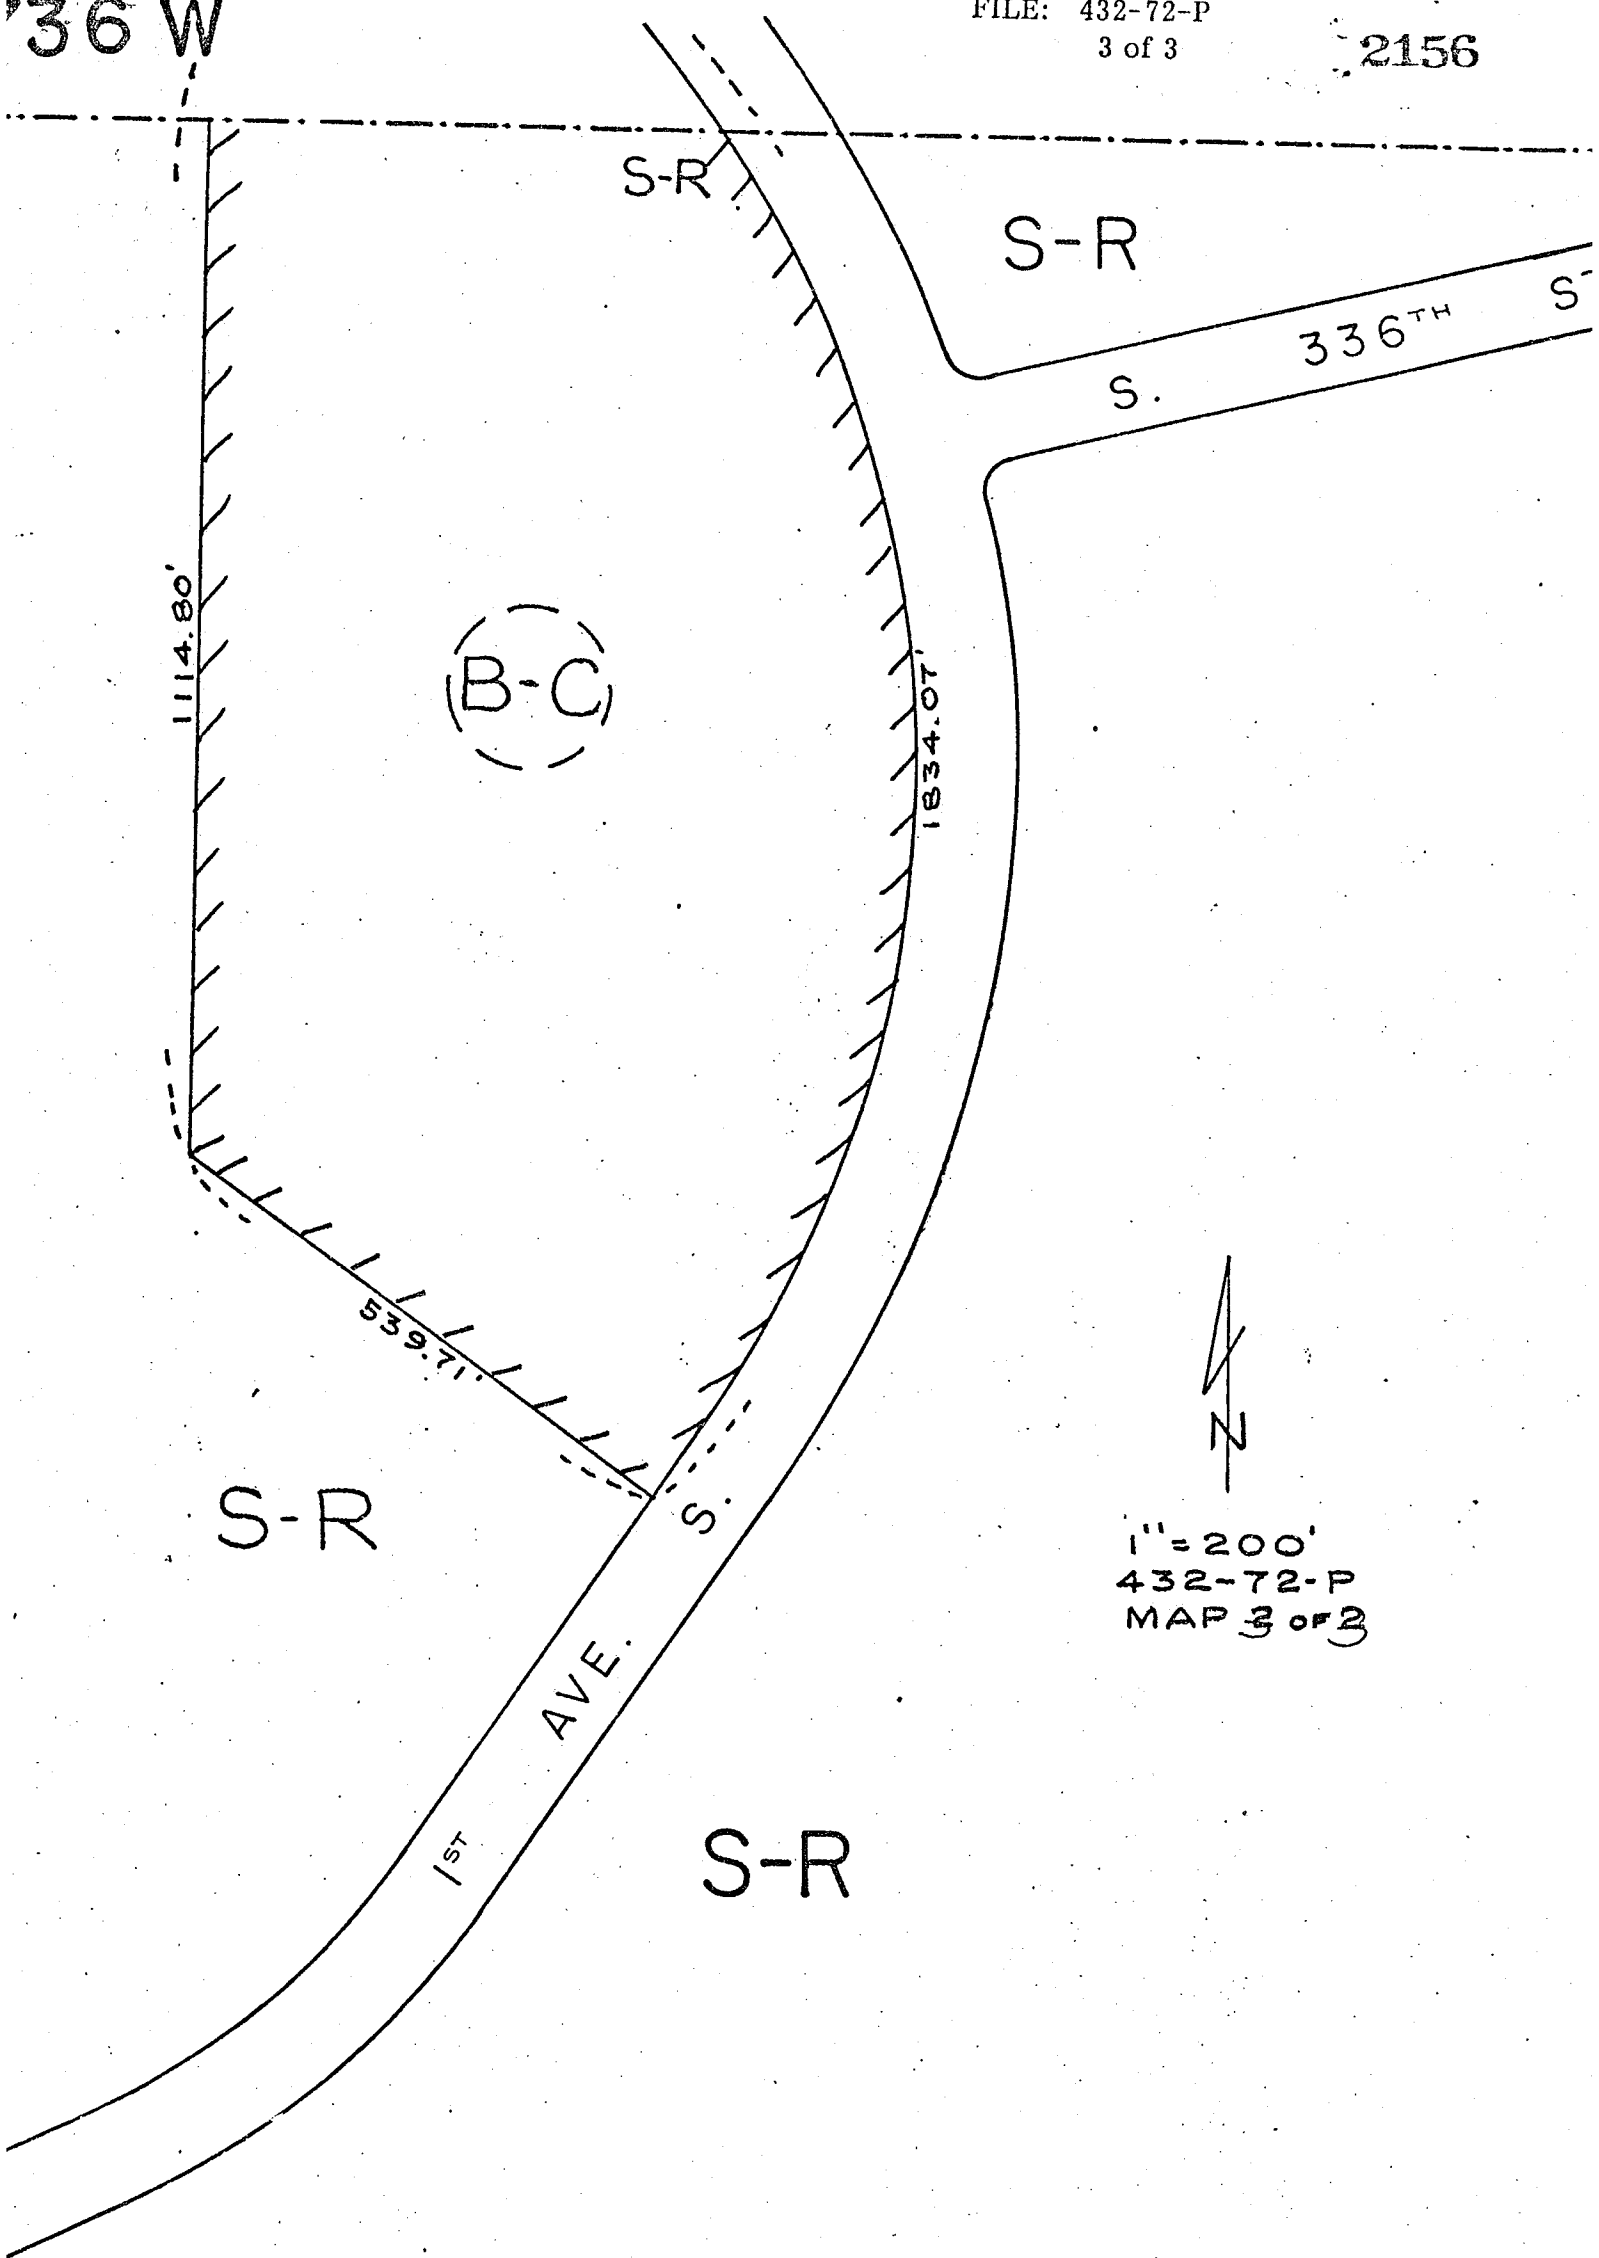 36 W
FILE: 432-72-P
3 of 3
2156
S-R
S-R
S. 336TH
1114.80'
B-C
1834.07'
539.71'
S-R
1ST AVE. S.
N
1"=200'
432-72-P
MAP 3 OF 3
S-R